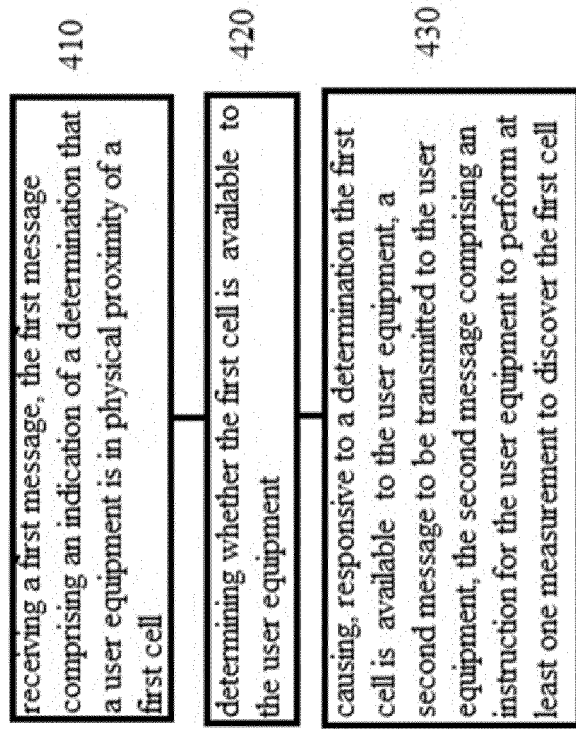 receiving a first message, the first message
comprising an indication of a determination that
a user equipment is in physical proximity of a
first cell
410
determining whether the first cell is available to
the user equipment
420
causing, responsive to a determination the first
cell is available to the user equipment, a
second message to be transmitted to the user
equipment, the second message comprising an
instruction for the user equipment to perform at
least one measurement to discover the first cell
430